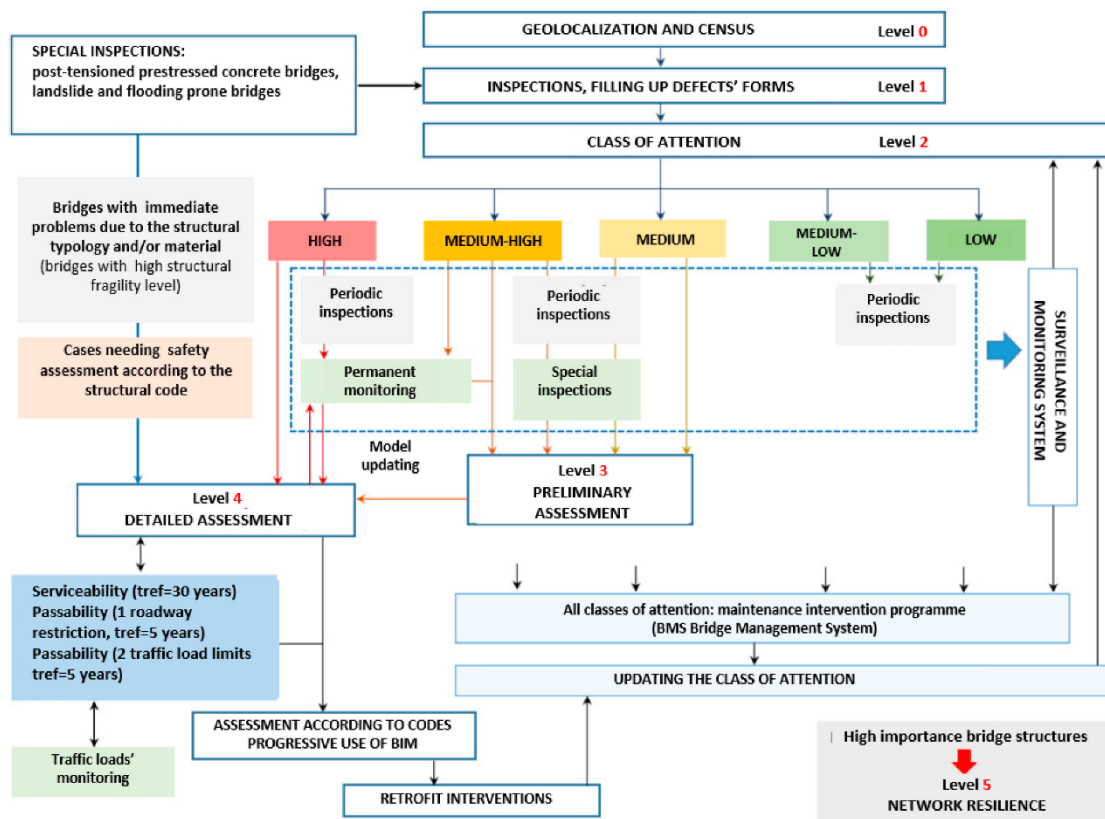 GEOLOCALIZATION AND CENSUS Level 0
SPECIAL INSPECTIONS:
post-tensioned prestressed concrete bridges,
landslide and flooding prone bridges
INSPECTIONS, FILLING UP DEFECTS' FORMS Level 1
CLASS OF ATTENTION Level 2
Bridges with immediate
problems due to the structural
typology and/or material
(bridges with high structural
fragility level)
HIGH
MEDIUM-HIGH
MEDIUM
MEDIUM-
LOW
LOW
Periodic
inspections
Periodic
inspections
Periodic
inspections
SURVEILLANCE AND
MONITORING SYSTEM
Cases needing safety
assessment according to the
structural code
Permanent
monitoring
Special
inspections
Model
updating
Level 3
PRELIMINARY
ASSESSMENT
Level 4
DETAILED ASSESSMENT
Serviceability (tref=30 years)
Passability (1 roadway
restriction, tref=5 years)
Passability (2 traffic load limits
tref=5 years)
All classes of attention: maintenance intervention programme
(BMS Bridge Management System)
UPDATING THE CLASS OF ATTENTION
ASSESSMENT ACCORDING TO CODES
PROGRESSIVE USE OF BIM
Traffic loads'
monitoring
RETROFIT INTERVENTIONS
High importance bridge structures
Level 5
NETWORK RESILIENCE